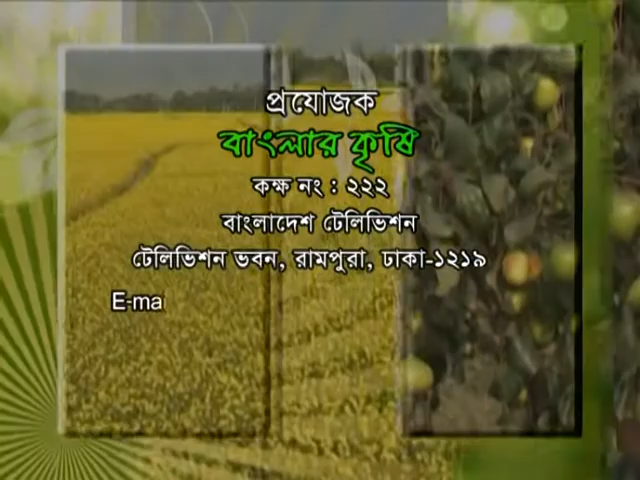 প্রযোজক
বাংলার কৃষি
কক্ষ নং : ২২২
বাংলাদেশ টেলিভিশন
টেলিভিশন ভবন, রামপুরা, ঢাকা-১২১৯
E-ma